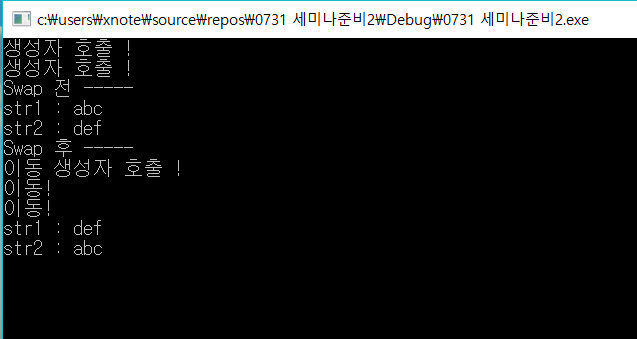 c:₩users₩xnote₩source₩repos₩0731 세미나준비2₩Debug₩0731 세미나준비2.exe
생성자 호출 !
생성자 호출 !
Swap 전 -----
str1 : abc
str2 : def
Swap 후 -----
이동 생성자 호출 !
이동!
이동!
str1 : def
str2 : abc